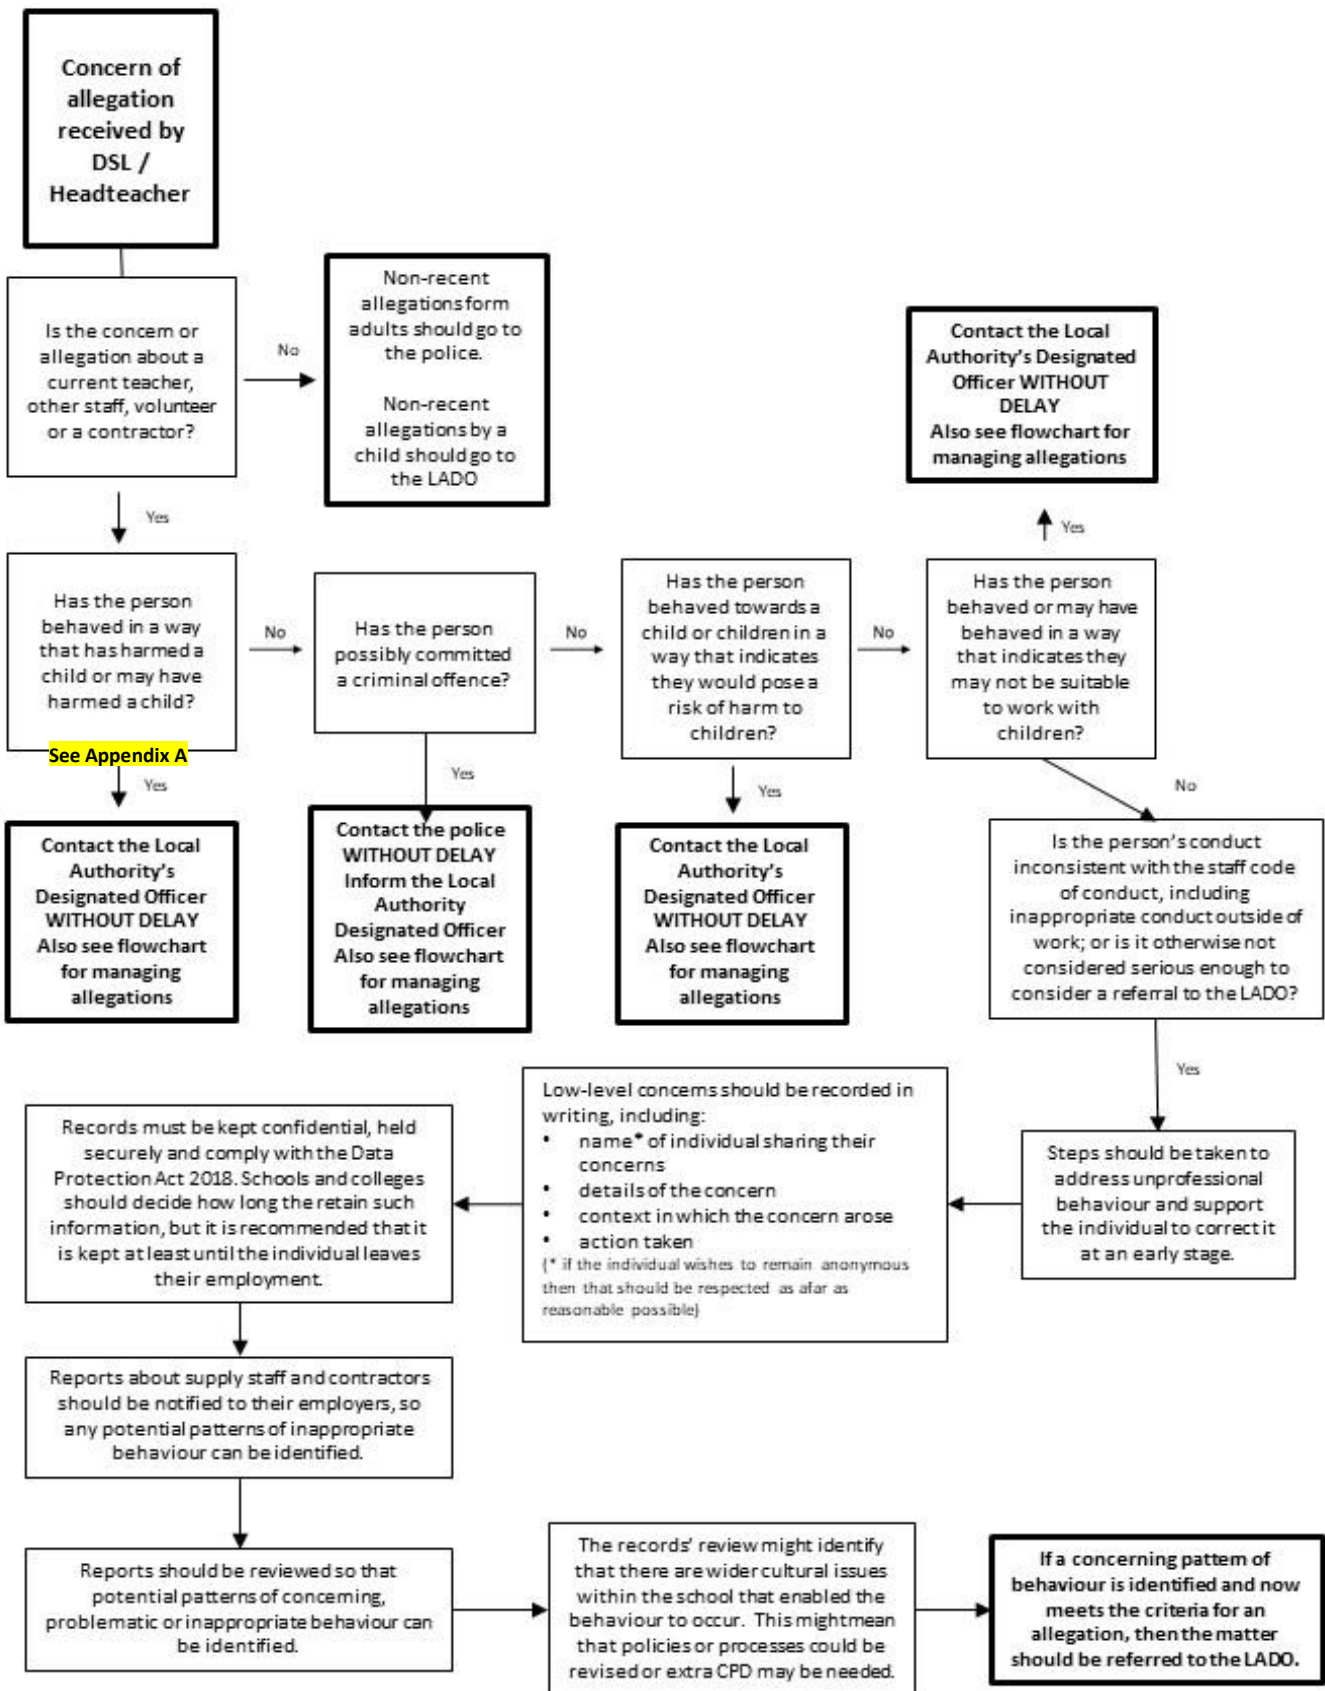 Concern of
allegation
received by
DSL /
Headteacher
Is the concern or
allegation about a
current teacher,
other staff, volunteer
or a contractor?
No
Non-recent
allegations form
adults should go to
the police.
Non-recent
allegations by a
child should go to
the LADO
Yes
Has the person
behaved in a way
that has harmed a
child or may have
harmed a child?
See Appendix A
No
Has the person
possibly committed
a criminal offence?
No
Has the person
behaved towards a
child or children in a
way that indicates
they would pose a
risk of harm to
children?
No
Has the person
behaved or may have
behaved in a way
that indicates they
may not be suitable
to work with
children?
Yes
Contact the Local
Authority's Designated
Officer WITHOUT
DELAY
Also see flowchart for
managing allegations
Yes
Contact the Local
Authority's
Designated Officer
WITHOUT DELAY
Also see flowchart
for managing
allegations
Yes
Contact the police
WITHOUT DELAY
Inform the Local
Authority
Designated Officer
Also see flowchart
for managing
allegations
Yes
Contact the Local
Authority's
Designated Officer
WITHOUT DELAY
Also see flowchart
for managing
allegations
No
Is the person's conduct
inconsistent with the staff code
of conduct, including
inappropriate conduct outside of
work; or is it otherwise not
considered serious enough to
consider a referral to the LADO?
Yes
Steps should be taken to
address unprofessional
behaviour and support
the individual to correct it
at an early stage.
Low-level concerns should be recorded in
writing, including:
• name* of individual sharing their
concerns
• details of the concern
• context in which the concern arose
• action taken
(* if the individual wishes to remain anonymous
then that should be respected as afar as
reasonable possible)
Records must be kept confidential, held
securely and comply with the Data
Protection Act 2018. Schools and colleges
should decide how long the retain such
information, but it is recommended that it
is kept at least until the individual leaves
their employment.
Reports about supply staff and contractors
should be notified to their employers, so
any potential patterns of inappropriate
behaviour can be identified.
Reports should be reviewed so that
potential patterns of concerning,
problematic or inappropriate behaviour can
be identified.
The records' review might identify
that there are wider cultural issues
within the school that enabled the
behaviour to occur. This might mean
that policies or processes could be
revised or extra CPD may be needed.
If a concerning pattern of
behaviour is identified and now
meets the criteria for an
allegation, then the matter
should be referred to the LADO.